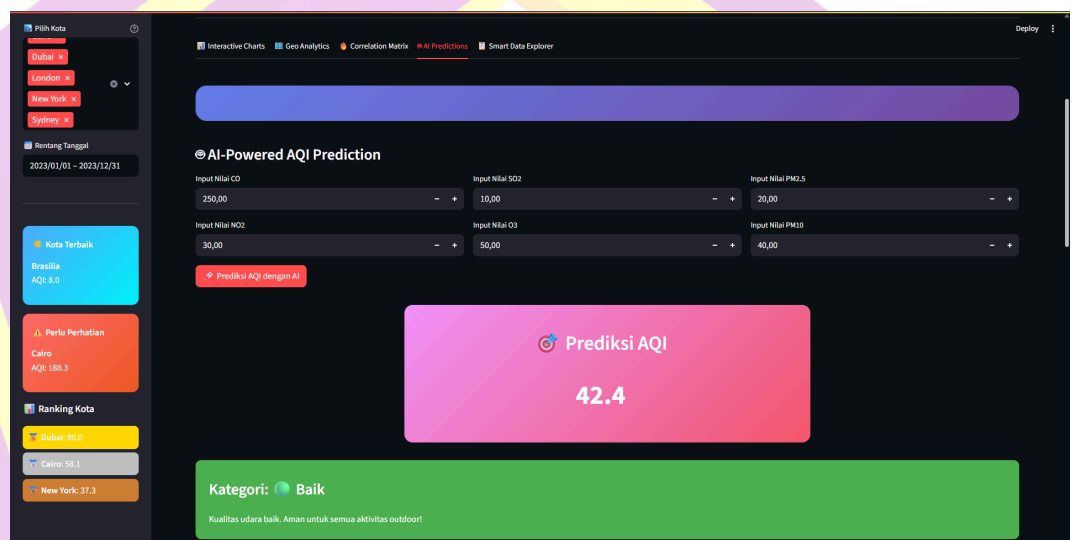 Pilih Kota
Dubai ×
London ×
New York ×
Sydney ×
Rentang Tanggal
2023/01/01 – 2023/12/31
Kota Terbaik
Brasilia
AQI: 8.0
Perlu Perhatian
Cairo
AQI: 188.3
Ranking Kota
Dubai: 80.0
Cairo: 58.1
New York: 37.3
Deploy
Interactive Charts
Geo Analytics
Correlation Matrix
AI Predictions
Smart Data Explorer
AI-Powered AQI Prediction
Input Nilai CO
250,00
Input Nilai SO2
10,00
Input Nilai PM2.5
20,00
Input Nilai NO2
30,00
Input Nilai O3
50,00
Input Nilai PM10
40,00
Prediksi AQI dengan AI
Prediksi AQI
42.4
Kategori: Baik
Kualitas udara baik. Aman untuk semua aktivitas outdoor!